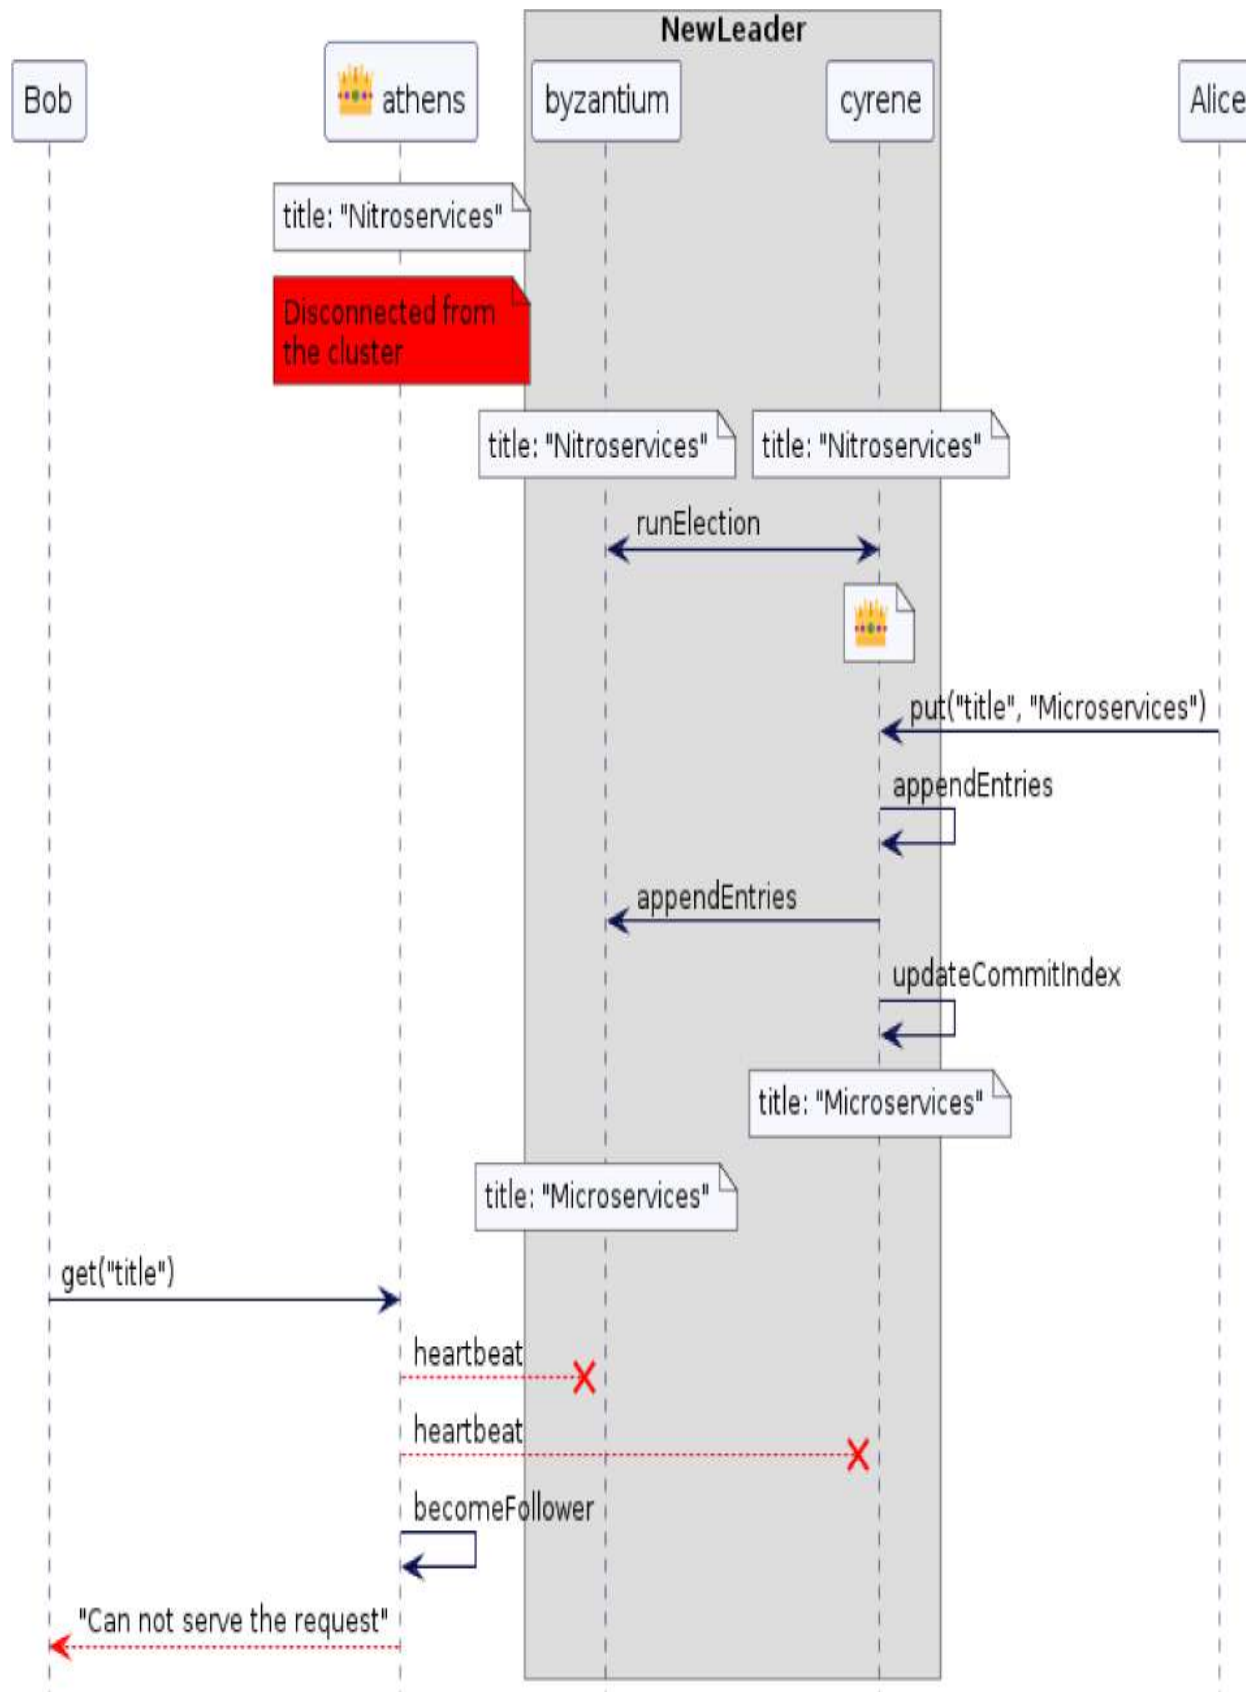 NewLeader
Bob
athens
byzantium
cyrene
Alice
title: "Nitroservices"
Disconnected from
the cluster
title: "Nitroservices"
title: "Nitroservices"
runElection
put("title", "Microservices")
appendEntries
appendEntries
updateCommitIndex
title: "Microservices"
title: "Microservices"
get("title")
heartbeat
heartbeat
becomeFollower
"Can not serve the request"